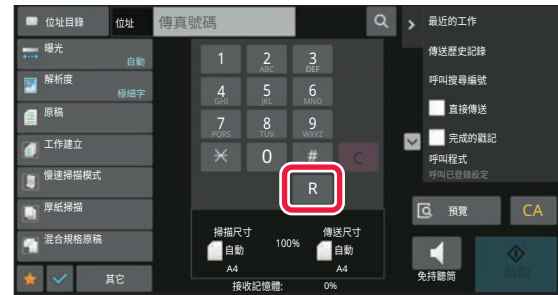 位址目錄
位址
傳真號碼
最近的工作
曝光
自動
傳送歷史記錄
解析度
極細字
呼叫搜尋編號
原稿
直接傳送
工作建立
完成的戳記
慢速掃描模式
呼叫程式
呼叫已登錄設定
厚紙掃描
混合規格原稿
其它
1
2
ABC
3
DEF
4
GHI
5
JKL
6
MNO
7
PQRS
8
TUV
9
WXYZ
0
#
C
R
掃描尺寸
自動
A4
100%
傳送尺寸
自動
A4
接收記憶體: 0%
預覽
CA
免持聽筒
啟動